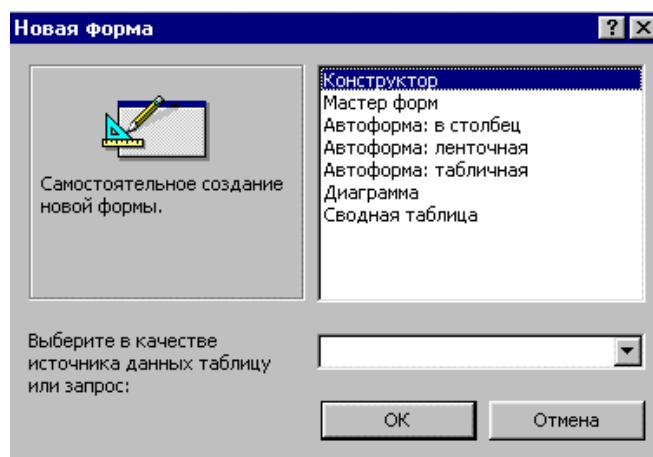 Новая форма
Конструктор
Мастер форм
Автоформа: в столбец
Автоформа: ленточная
Автоформа: табличная
Диаграмма
Сводная таблица
Самостоятельное создание
новой формы.
Выберите в качестве
источника данных таблицу
или запрос:
ОК
Отмена